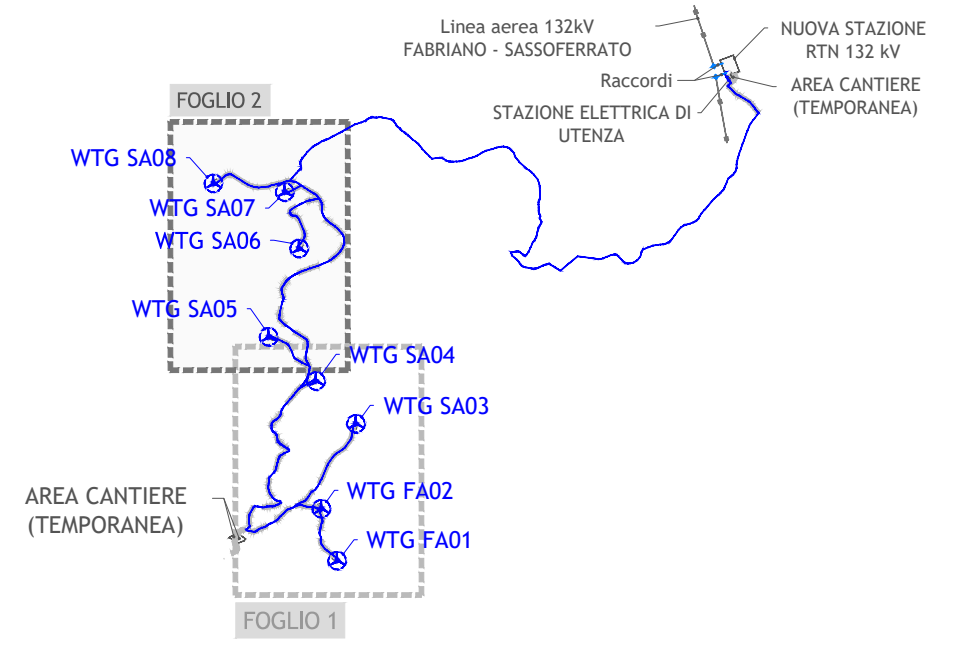 Linea aerea 132kV
FABRIANO - SASSOFERRATO
NUOVA STAZIONE
RTN 132 kV
Raccordi
AREA CANTIERE
(TEMPORANEA)
STAZIONE ELETTRICA DI
UTENZA
FOGLIO 2
WTG SA08
WTG SA07
WTG SA06
WTG SA05
WTG SA04
WTG SA03
WTG FA02
AREA CANTIERE
(TEMPORANEA)
WTG FA01
FOGLIO 1